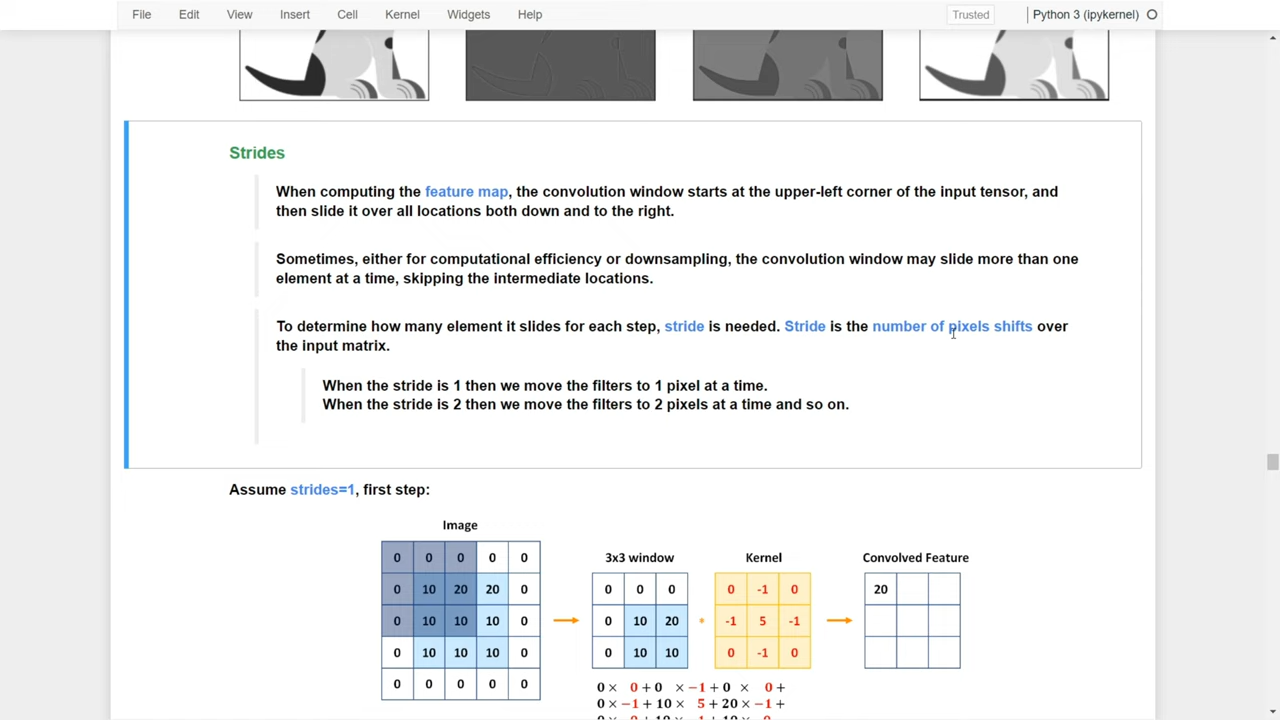 File Edit View Insert Cell Kernel Widgets Help Trusted Python 3 (ipykernel)
Strides
When computing the feature map, the convolution window starts at the upper-left corner of the input tensor, and
then slide it over all locations both down and to the right.
Sometimes, either for computational efficiency or downsampling, the convolution window may slide more than one
element at a time, skipping the intermediate locations.
To determine how many element it slides for each step, stride is needed. Stride is the number of pixels shifts over
the input matrix.
When the stride is 1 then we move the filters to 1 pixel at a time.
When the stride is 2 then we move the filters to 2 pixels at a time and so on.
Assume strides=1, first step:
Image
0 0 0 0 0
0 10 20 20 0
0 10 10 10 0
0 10 10 10 0
0 0 0 0 0
3x3 window
0 0 0
0 10 20
0 10 10
Kernel
0 -1 0
-1 5 -1
0 -1 0
Convolved Feature
20
0 × 0 + 0 × −1 + 0 × 0 +
0 × −1 + 10 × 5 + 20 × −1 +